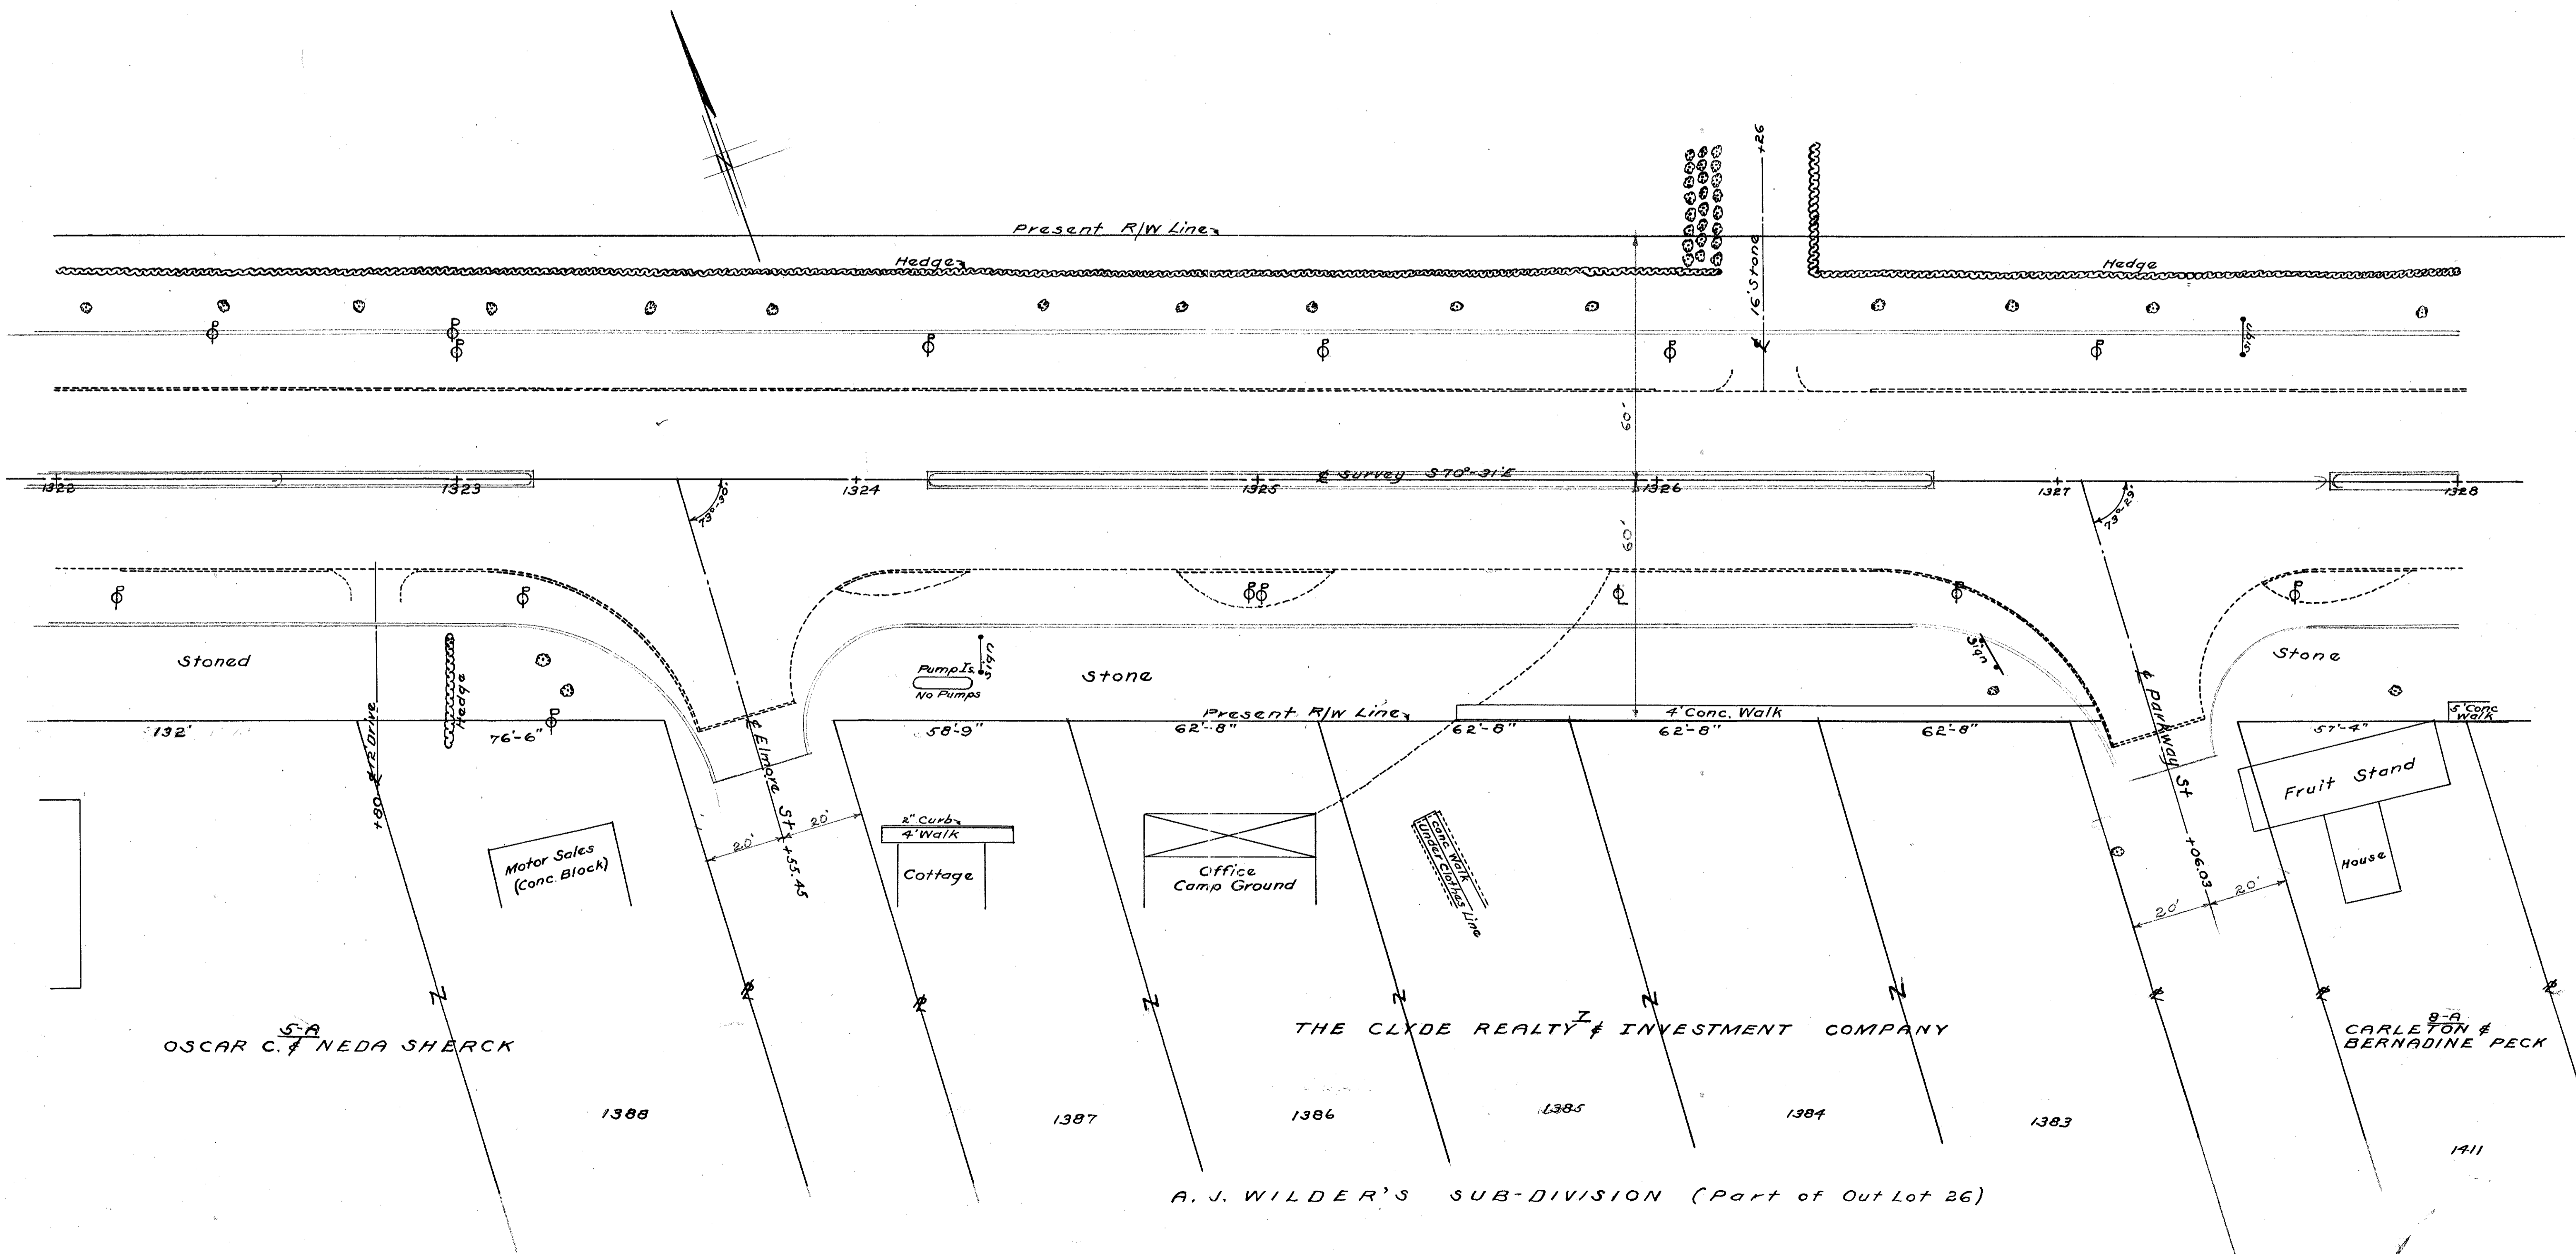 N
+26
Present R/W Line
Hedge
Hedge
16' Stone
Sign
60'
℄ Survey S70°-31'E
1322
1323
1324
1325
1326
1327
1328
73°-30'
73°-29'
60'
Stoned
Hedge
Pump Is.
No Pumps
Sign
Stone
Sign
Stone
Present R/W Line
4' Conc. Walk
5' Conc
Walk
132'
76'-6"
58'-9"
62'-8"
62'-8"
62'-8"
62'-8"
57'-4"
+80 ℄ 12' Drive
℄ Elmore St +55.45
℄ Parkway St +06.03
20'
20'
20'
20'
Motor Sales
(Conc. Block)
2" Curb
4' Walk
Cottage
Office
Camp Ground
Conc. Walk
Under Clothes Line
Fruit Stand
House
5-A
OSCAR C. & NEDA SHERCK
7
THE CLYDE REALTY & INVESTMENT COMPANY
8-A
CARLETON &
BERNADINE PECK
1388
1387
1386
1385
1384
1383
1411
A. J. WILDER'S SUB-DIVISION (Part of Out Lot 26)